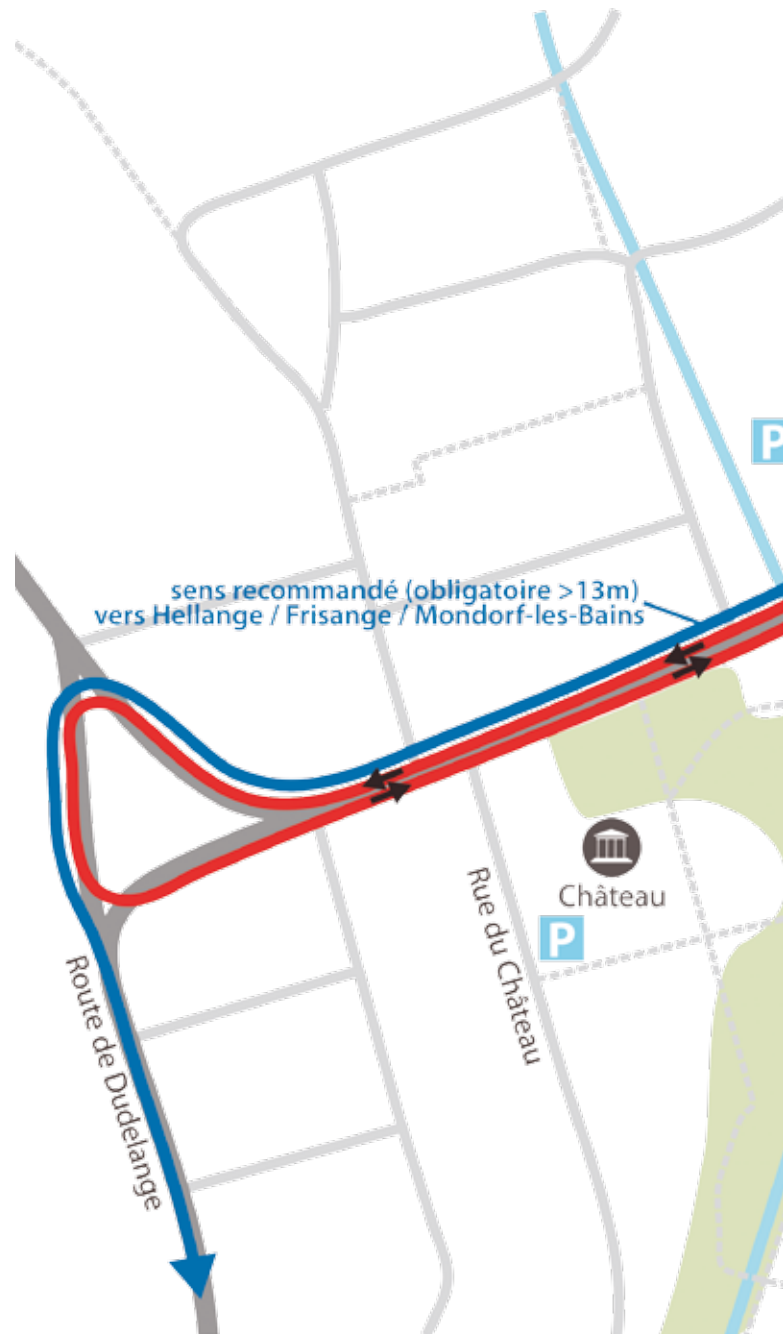 P
sens recommandé (obligatoire >13m)
vers Hellange / Frisange / Mondorf-les-Bains
Château
P
Rue du Château
Route de Dudelange